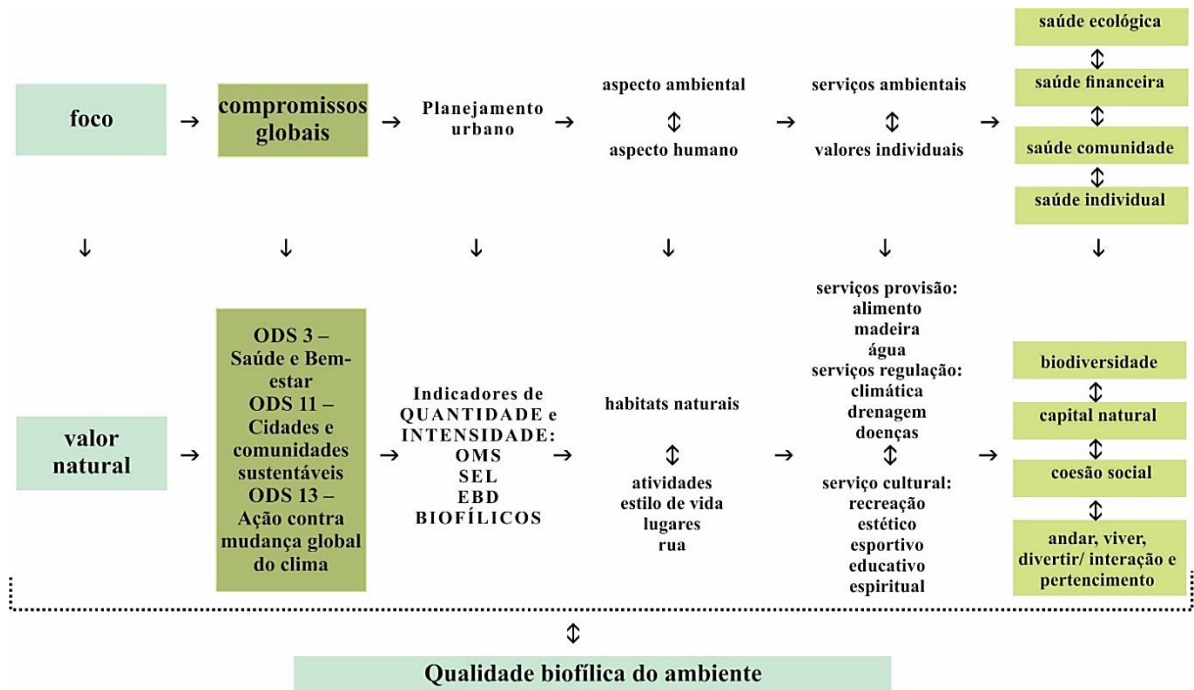 foco
compromissos
globais
Planejamento
urbano
aspecto ambiental
aspecto humano
serviços ambientais
valores individuais
saúde ecológica
saúde financeira
saúde comunidade
saúde individual
valor
natural
ODS 3 –
Saúde e Bem-
estar
ODS 11 –
Cidades e
comunidades
sustentáveis
ODS 13 –
Ação contra
mudança global
do clima
Indicadores de
QUANTIDADE e
INTENSIDADE:
OMS
SEL
EBD
BIOFÍLICOS
habitats naturais
atividades
estilo de vida
lugares
rua
serviços provisão:
alimento
madeira
água
serviços regulação:
climática
drenagem
doenças
serviço cultural:
recreação
estético
esportivo
educativo
espiritual
biodiversidade
capital natural
coesão social
andar, viver,
divertir/ interação e
pertencimento
Qualidade biofílica do ambiente